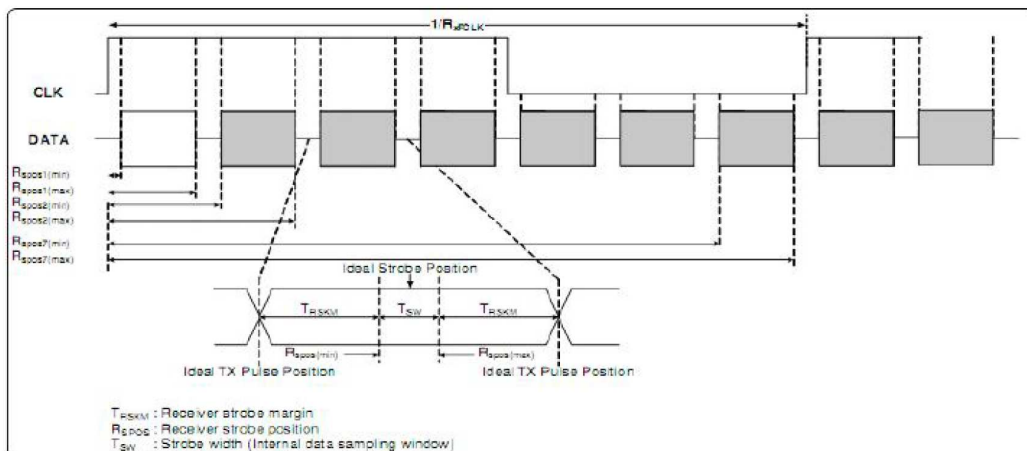 1/RxFCLK
CLK
DATA
Rspos1(min)
Rspos1(max)
Rspos2(min)
Rspos2(max)
Rspos7(min)
Rspos7(max)
Ideal Strobe Position
TRSKM TSW TRSKM
Rspos(min) Rspos(max)
Ideal TX Pulse Position Ideal TX Pulse Position
TRSKM : Receiver strobe margin
RSPOS : Receiver strobe position
TSW : Strobe width (Internal data sampling window)